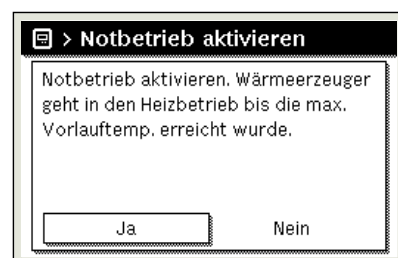 > Notbetrieb aktivieren
Notbetrieb aktivieren. Wärmeerzeuger
geht in den Heizbetrieb bis die max.
Vorlauftemp. erreicht wurde.
Ja Nein